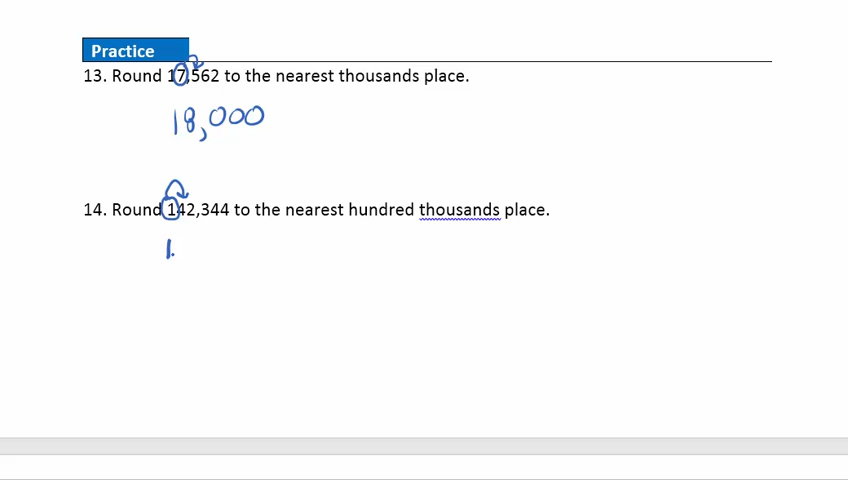 Practice
13. Round 17,562 to the nearest thousands place.
18,000
14. Round 142,344 to the nearest hundred thousands place.
1